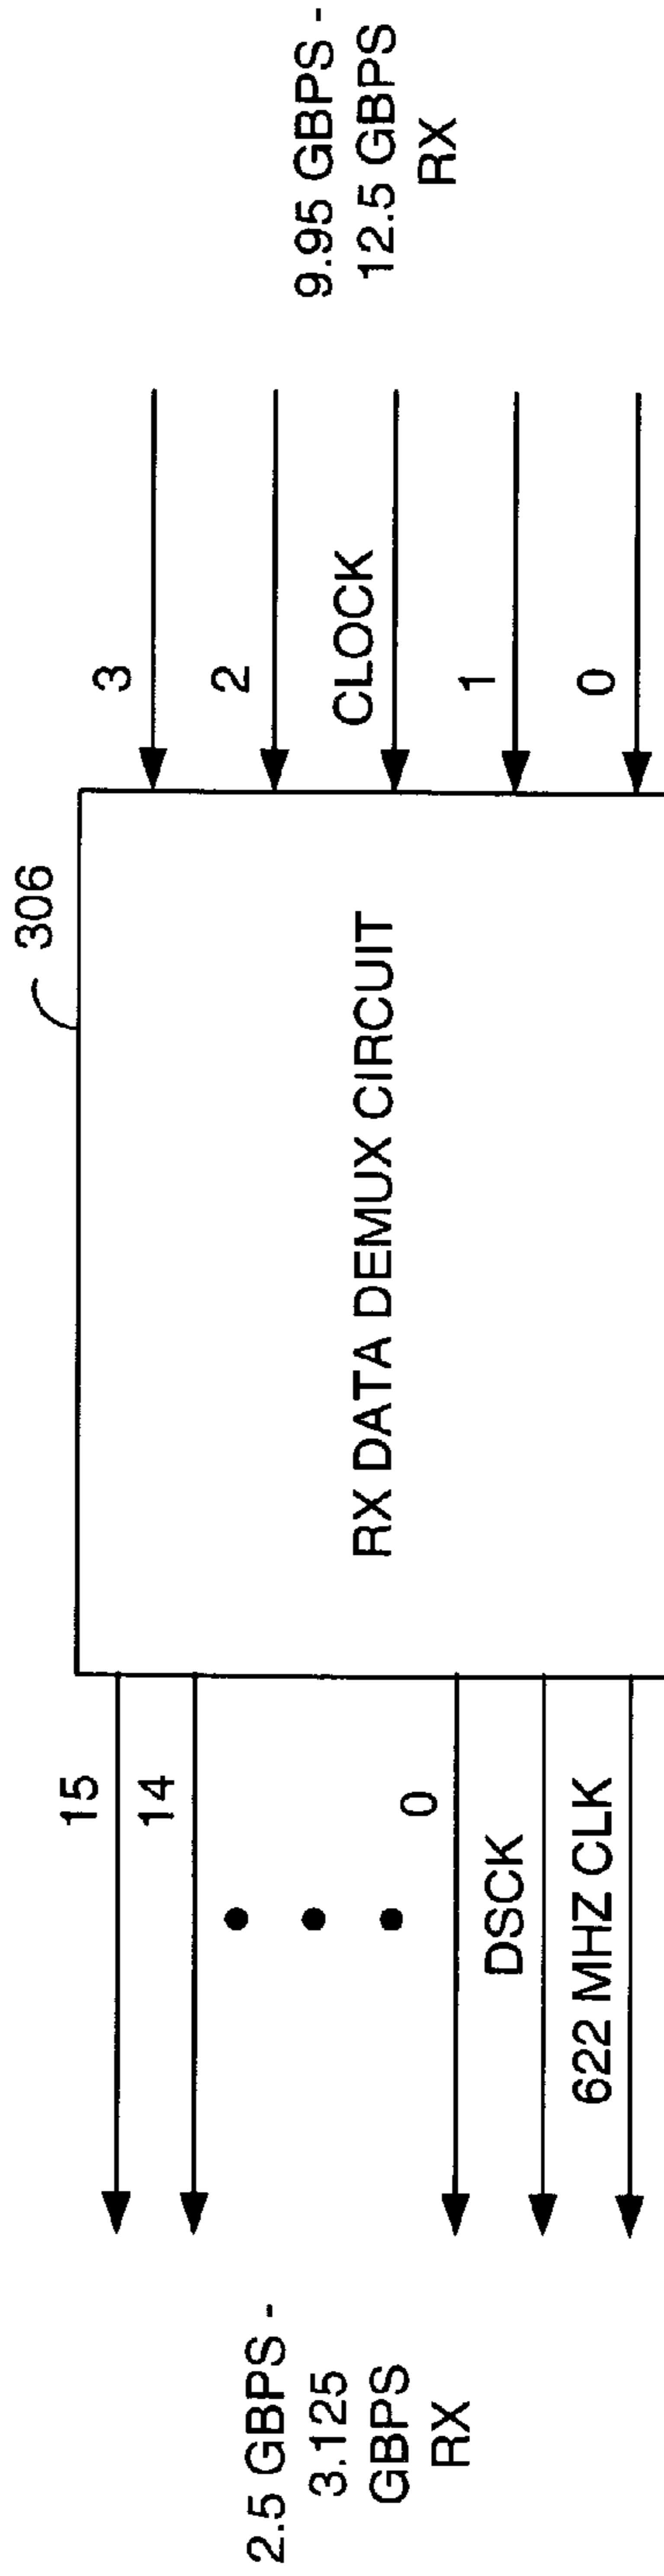 306
15
14
0
DSCK
622 MHZ CLK
2.5 GBPS -
3.125
GBPS
RX
RX DATA DEMUX CIRCUIT
3
2
CLOCK
1
0
9.95 GBPS -
12.5 GBPS
RX